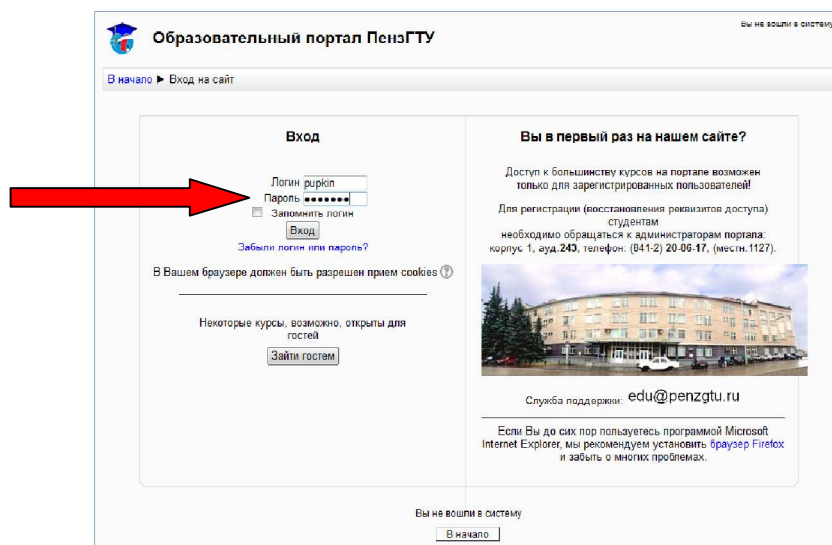 Вы не вошли в систему
Образовательный портал ПензГТУ
В начало ► Вход на сайт
Вход
Логин pupkin
Пароль •••••••
Запомнить логин
Вход
Забыли логин или пароль?
В Вашем браузере должен быть разрешен прием cookies ?
Некоторые курсы, возможно, открыты для
гостей
Зайти гостем
Вы в первый раз на нашем сайте?
Доступ к большинству курсов на портале возможен
только для зарегистрированных пользователей!
Для регистрации (восстановления реквизитов доступа)
студентам
необходимо обращаться к администраторам портала:
корпус 1, ауд.243, телефон: (841-2) 20-06-17, (местн.1127).
Служба поддержки: edu@penzgtu.ru
Если Вы до сих пор пользуетесь программой Microsoft
Internet Explorer, мы рекомендуем установить браузер Firefox
и забыть о многих проблемах.
Вы не вошли в систему
В начало